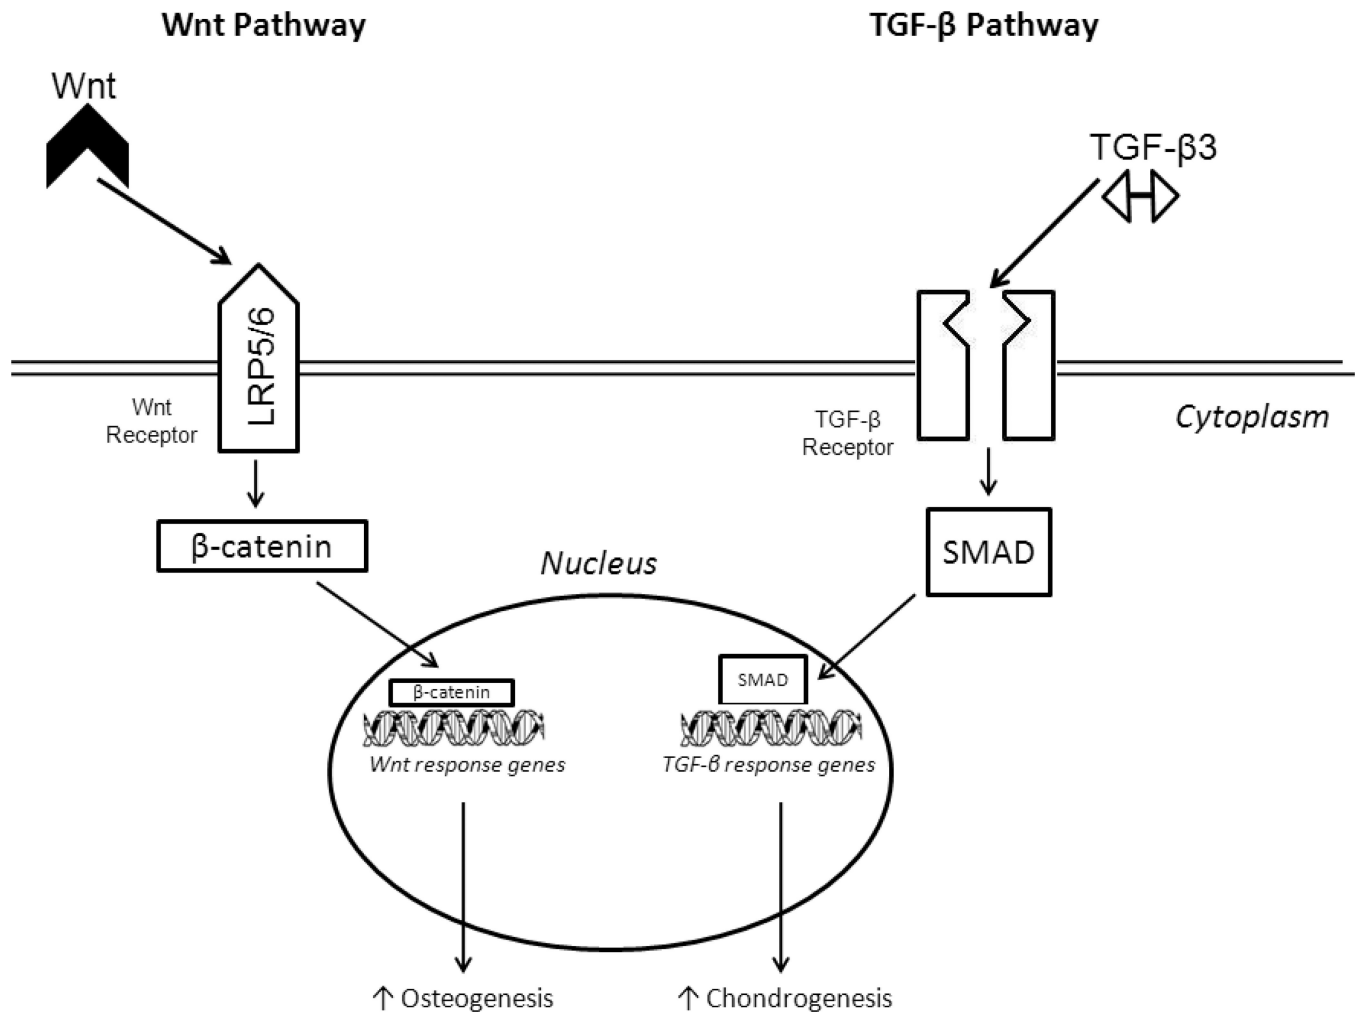 Wnt Pathway
TGF-β Pathway
Wnt
TGF-β3
LRP5/6
Wnt
Receptor
TGF-β
Receptor
Cytoplasm
β-catenin
SMAD
Nucleus
β-catenin
SMAD
Wnt response genes
TGF-β response genes
↑ Osteogenesis
↑ Chondrogenesis